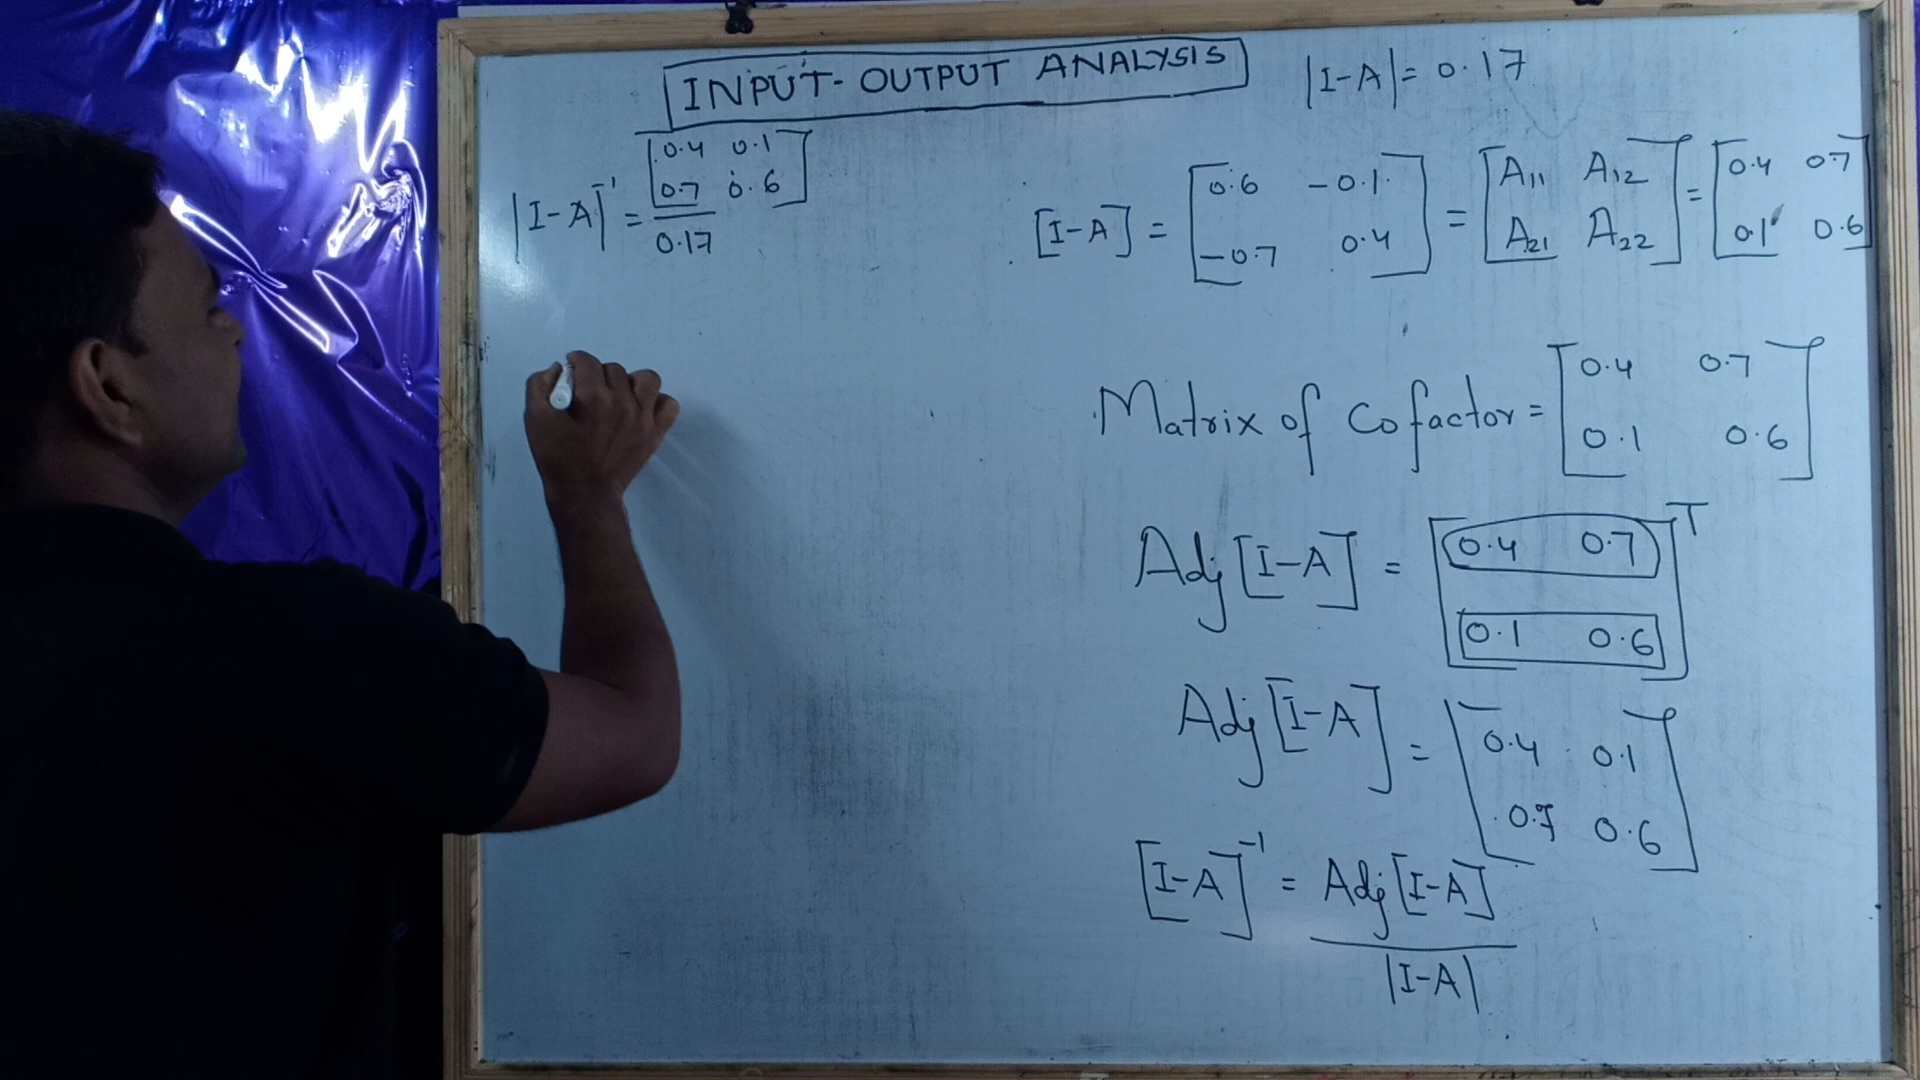 INPUT-OUTPUT ANALYSIS
|I-A| = 0.17
|I-A|⁻¹ = [0.4 0.1
0.7 0.6]
0.17
[I-A] = [0.6 -0.1
-0.7 0.4] = [A₁₁ A₁₂
A₂₁ A₂₂] = [0.4 0.7
0.1 0.6]
Matrix of Cofactor = [0.4 0.7
0.1 0.6]
Adj [I-A] = [0.4 0.7
0.1 0.6]ᵀ
Adj [I-A] = [0.4 0.1
0.7 0.6]
[I-A]⁻¹ = Adj [I-A]
|I-A|